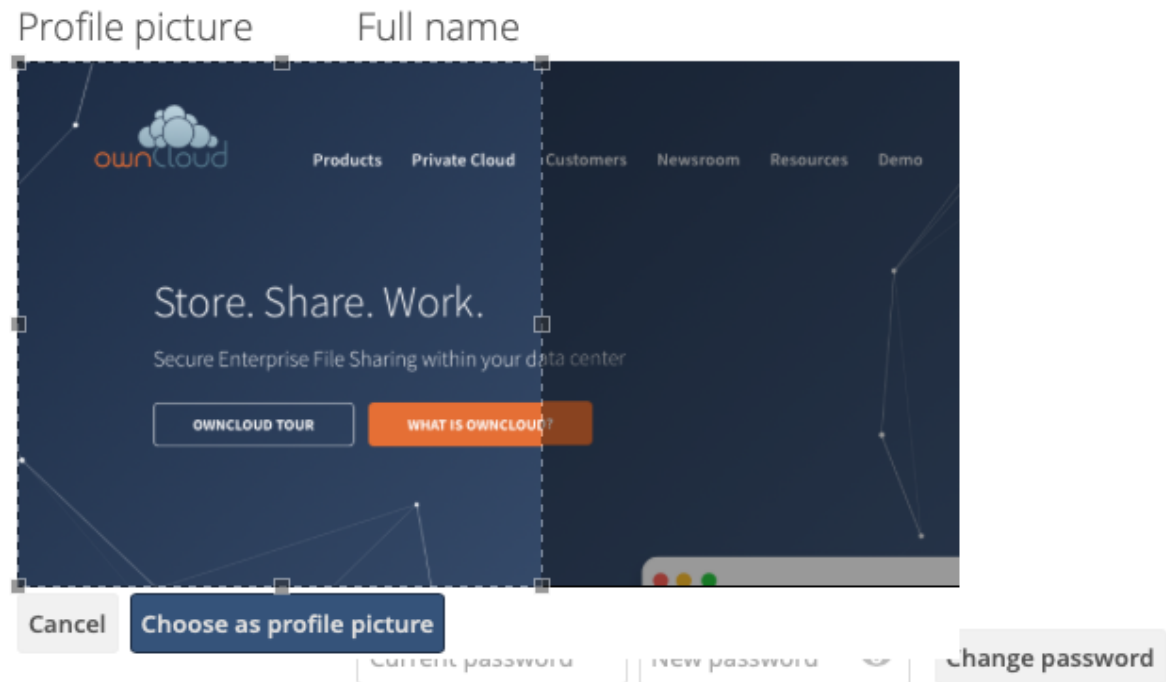 Profile picture Full name
ownCloud
Products Private Cloud Customers Newsroom Resources Demo
Store. Share. Work.
Secure Enterprise File Sharing within your data center
OWNCLOUD TOUR WHAT IS OWNCLOUD?
Cancel Choose as profile picture
Current password New password Change password